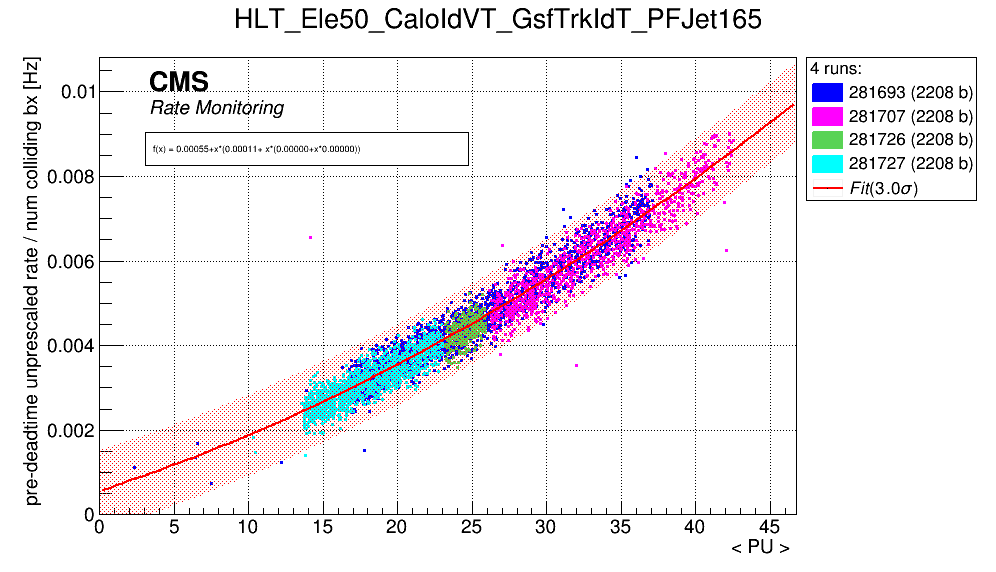 HLT_Ele50_CaloIdVT_GsfTrkIdT_PFJet165
pre-deadtime unprescaled rate / num colliding bx [Hz]
CMS
Rate Monitoring
f(x) = 0.00055+x*(0.00011+ x*(0.00000+x*0.00000))
4 runs:
281693 (2208 b)
281707 (2208 b)
281726 (2208 b)
281727 (2208 b)
Fit(3.0σ)
0.01
0.008
0.006
0.004
0.002
0
0 5 10 15 20 25 30 35 40 45
< PU >